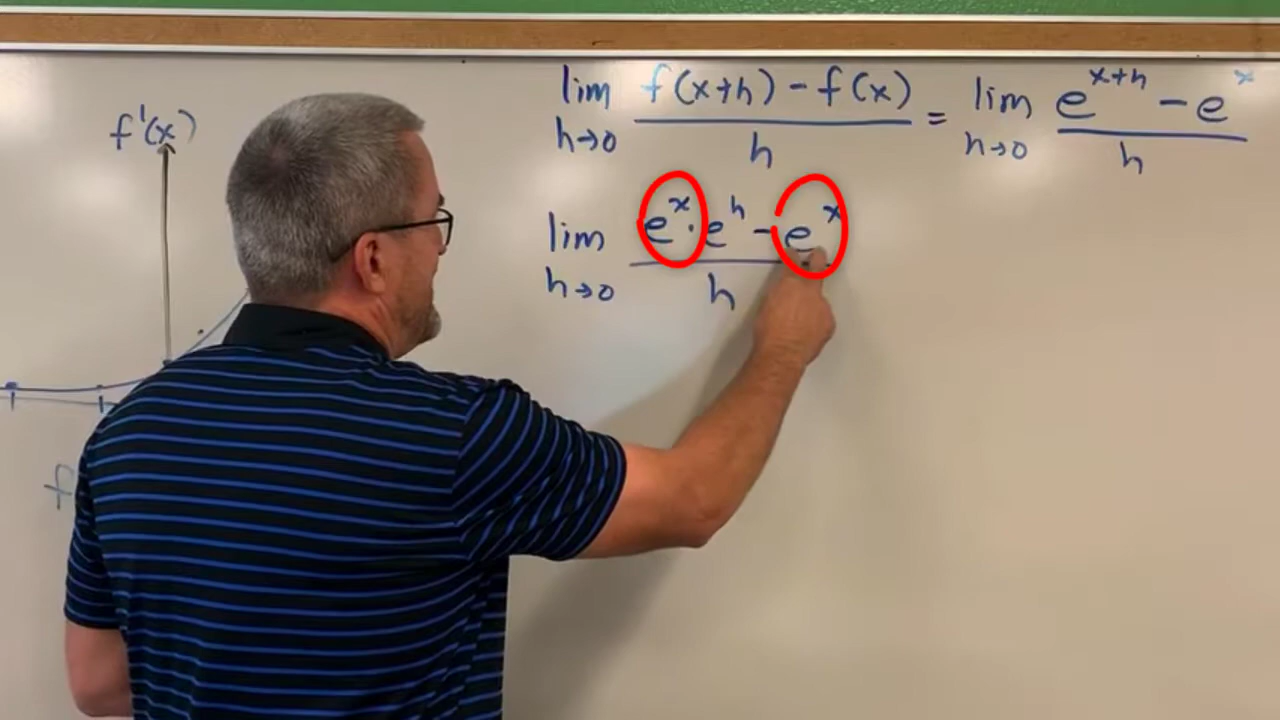 f'(x)
lim h→0 f(x+h) - f(x) / h = lim h→0 e^(x+h) - e^x / h
lim h→0 e^x · e^h - e^x / h
f